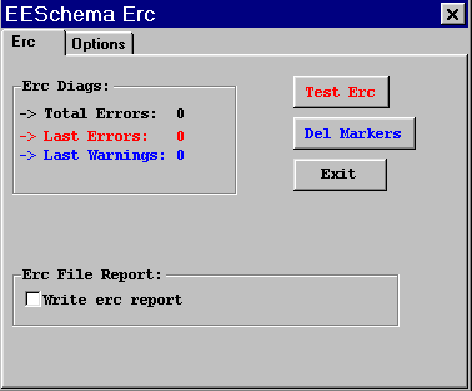 EESchema Erc
Erc Options
Erc Diags:
-> Total Errors: 0
-> Last Errors: 0
-> Last Warnings: 0
Test Erc
Del Markers
Exit
Erc File Report:
Write erc report